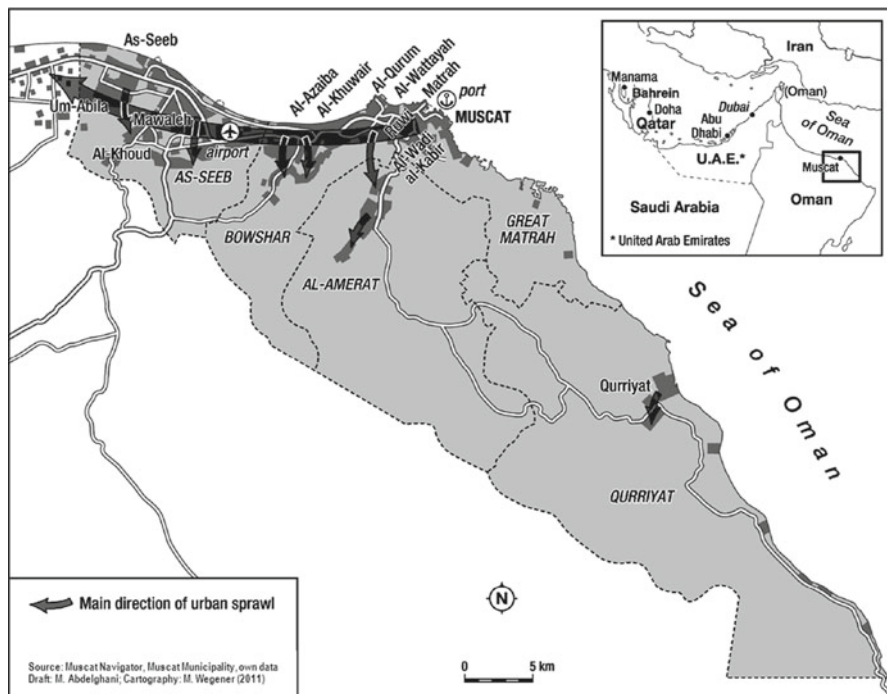 As-Seeb
Um-Abila
Mawaleh
Al-Khoud
airport
AS-SEEB
Al-Azaiba
Al-Khuwair
Al-Qurum
Al-Wattayah
Matrah
port
MUSCAT
Ruwi
Al-Wadi
al-Kabir
BOWSHAR
AL-AMERAT
GREAT
MATRAH
Qurriyat
QURRIYAT
Sea of Oman
Iran
Manama
Bahrein
Doha
Qatar
Dubai
(Oman)
Abu
Dhabi
U.A.E.*
Sea
of Oman
Muscat
Saudi Arabia
Oman
* United Arab Emirates
Main direction of urban sprawl
Source: Muscat Navigator, Muscat Municipality, own data
Draft: M. Abdelghani; Cartography: M. Wegener (2011)
N
0 5 km